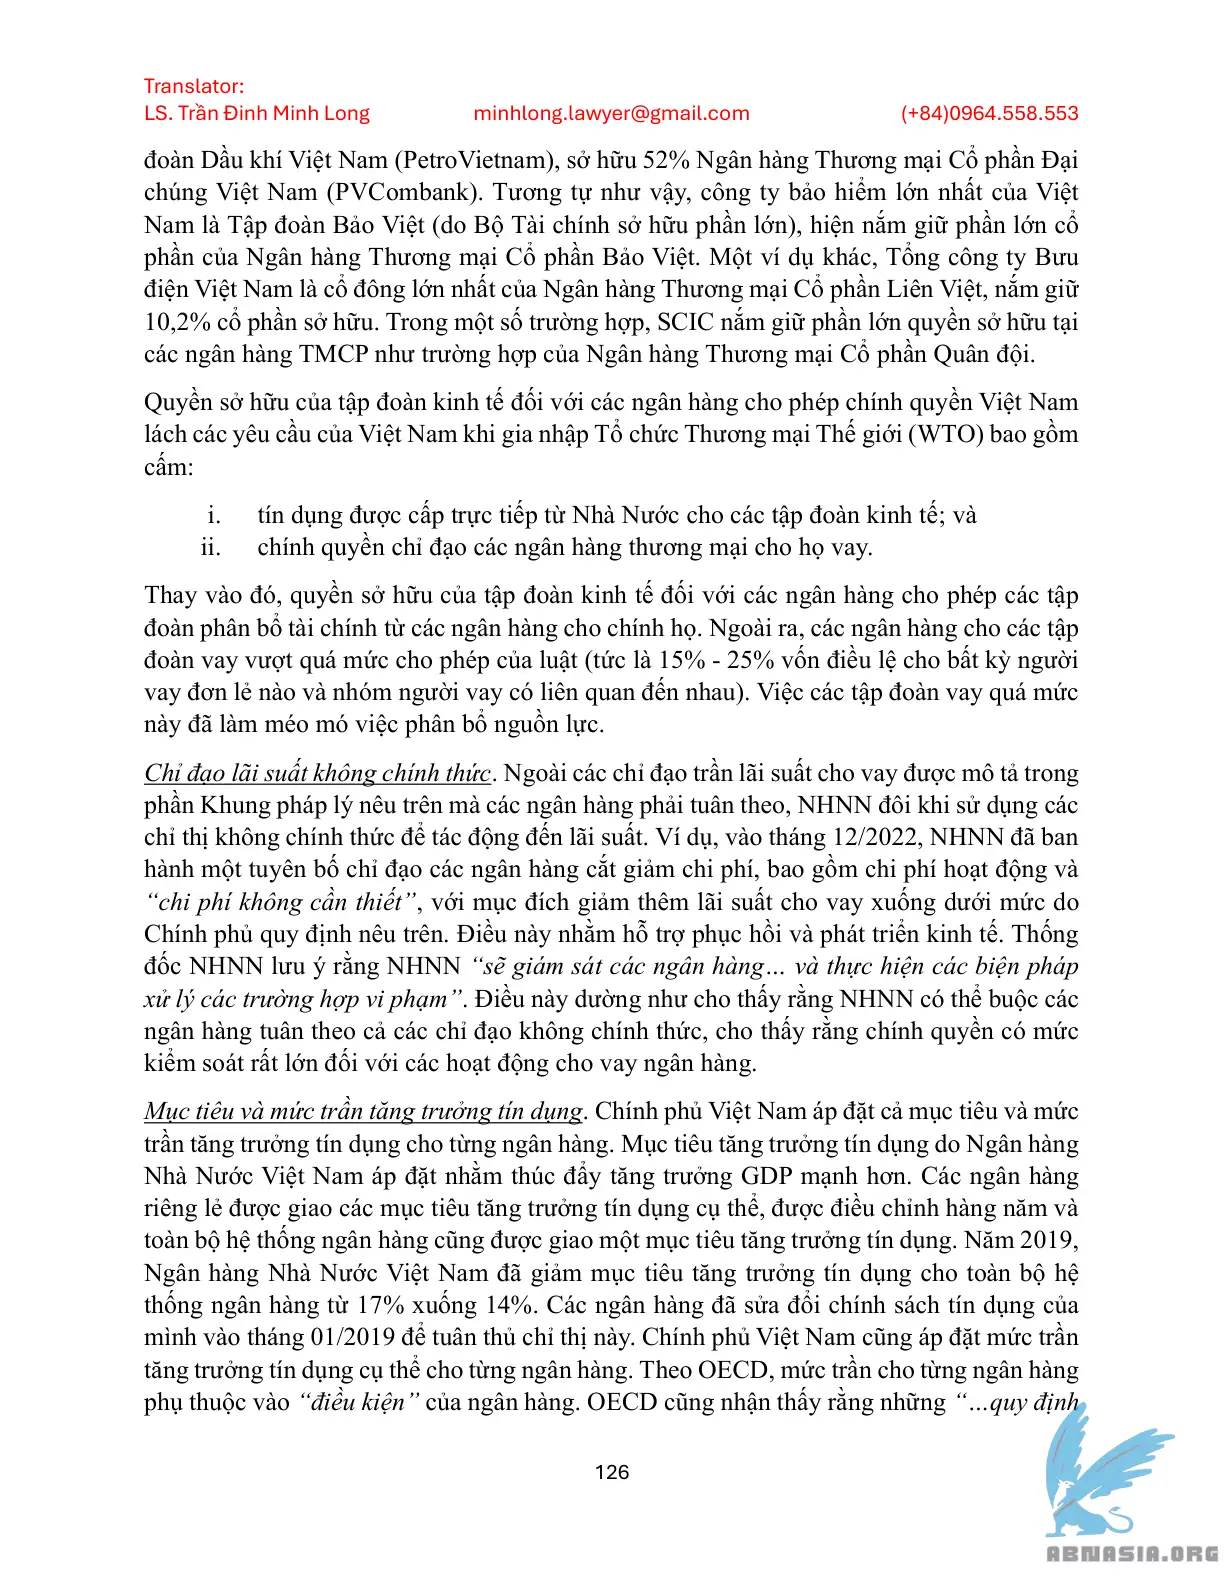 Translator:
LS. Trần Đinh Minh Long minhlong.lawyer@gmail.com (+84)0964.558.553
đoàn Dầu khí Việt Nam (PetroVietnam), sở hữu 52% Ngân hàng Thương mại Cổ phần Đại
chúng Việt Nam (PVCombank). Tương tự như vậy, công ty bảo hiểm lớn nhất của Việt
Nam là Tập đoàn Bảo Việt (do Bộ Tài chính sở hữu phần lớn), hiện nắm giữ phần lớn cổ
phần của Ngân hàng Thương mại Cổ phần Bảo Việt. Một ví dụ khác, Tổng công ty Bưu
điện Việt Nam là cổ đông lớn nhất của Ngân hàng Thương mại Cổ phần Liên Việt, nắm giữ
10,2% cổ phần sở hữu. Trong một số trường hợp, SCIC nắm giữ phần lớn quyền sở hữu tại
các ngân hàng TMCP như trường hợp của Ngân hàng Thương mại Cổ phần Quân đội.
Quyền sở hữu của tập đoàn kinh tế đối với các ngân hàng cho phép chính quyền Việt Nam
lách các yêu cầu của Việt Nam khi gia nhập Tổ chức Thương mại Thế giới (WTO) bao gồm
cấm:
i. tín dụng được cấp trực tiếp từ Nhà Nước cho các tập đoàn kinh tế; và
ii. chính quyền chỉ đạo các ngân hàng thương mại cho họ vay.
Thay vào đó, quyền sở hữu của tập đoàn kinh tế đối với các ngân hàng cho phép các tập
đoàn phân bổ tài chính từ các ngân hàng cho chính họ. Ngoài ra, các ngân hàng cho các tập
đoàn vay vượt quá mức cho phép của luật (tức là 15% - 25% vốn điều lệ cho bất kỳ người
vay đơn lẻ nào và nhóm người vay có liên quan đến nhau). Việc các tập đoàn vay quá mức
này đã làm méo mó việc phân bổ nguồn lực.
Chỉ đạo lãi suất không chính thức. Ngoài các chỉ đạo trần lãi suất cho vay được mô tả trong
phần Khung pháp lý nêu trên mà các ngân hàng phải tuân theo, NHNN đôi khi sử dụng các
chỉ thị không chính thức để tác động đến lãi suất. Ví dụ, vào tháng 12/2022, NHNN đã ban
hành một tuyên bố chỉ đạo các ngân hàng cắt giảm chi phí, bao gồm chi phí hoạt động và
“chi phí không cần thiết”, với mục đích giảm thêm lãi suất cho vay xuống dưới mức do
Chính phủ quy định nêu trên. Điều này nhằm hỗ trợ phục hồi và phát triển kinh tế. Thống
đốc NHNN lưu ý rằng NHNN “sẽ giám sát các ngân hàng… và thực hiện các biện pháp
xử lý các trường hợp vi phạm”. Điều này dường như cho thấy rằng NHNN có thể buộc các
ngân hàng tuân theo cả các chỉ đạo không chính thức, cho thấy rằng chính quyền có mức
kiểm soát rất lớn đối với các hoạt động cho vay ngân hàng.
Mục tiêu và mức trần tăng trưởng tín dụng. Chính phủ Việt Nam áp đặt cả mục tiêu và mức
trần tăng trưởng tín dụng cho từng ngân hàng. Mục tiêu tăng trưởng tín dụng do Ngân hàng
Nhà Nước Việt Nam áp đặt nhằm thúc đẩy tăng trưởng GDP mạnh hơn. Các ngân hàng
riêng lẻ được giao các mục tiêu tăng trưởng tín dụng cụ thể, được điều chỉnh hàng năm và
toàn bộ hệ thống ngân hàng cũng được giao một mục tiêu tăng trưởng tín dụng. Năm 2019,
Ngân hàng Nhà Nước Việt Nam đã giảm mục tiêu tăng trưởng tín dụng cho toàn bộ hệ
thống ngân hàng từ 17% xuống 14%. Các ngân hàng đã sửa đổi chính sách tín dụng của
mình vào tháng 01/2019 để tuân thủ chỉ thị này. Chính phủ Việt Nam cũng áp đặt mức trần
tăng trưởng tín dụng cụ thể cho từng ngân hàng. Theo OECD, mức trần cho từng ngân hàng
phụ thuộc vào “điều kiện” của ngân hàng. OECD cũng nhận thấy rằng những “…quy định
126
ABNASIA.ORG